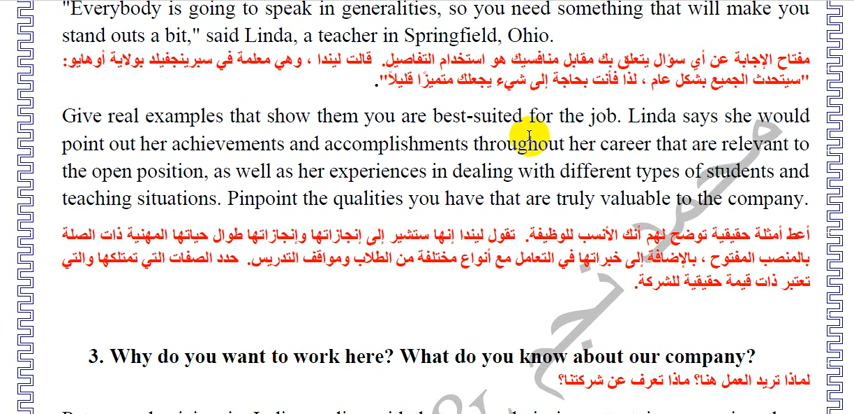 "Everybody is going to speak in generalities, so you need something that will make you
stand outs a bit," said Linda, a teacher in Springfield, Ohio.
مفتاح الإجابة عن أي سؤال يتعلق بك مقابل منافسيك هو استخدام التفاصيل. قالت ليندا ، وهي معلمة في سبرينجفيلد بولاية أوهايو:
"سيتحدث الجميع بشكل عام ، لذا فأنت بحاجة إلى شيء يجعلك متميزًا قليلاً".
Give real examples that show them you are best-suited for the job. Linda says she would
point out her achievements and accomplishments throughout her career that are relevant to
the open position, as well as her experiences in dealing with different types of students and
teaching situations. Pinpoint the qualities you have that are truly valuable to the company.
أعط أمثلة حقيقية توضح لهم أنك الأنسب للوظيفة. تقول ليندا إنها ستشير إلى إنجازاتها وإنجازاتها طوال حياتها المهنية ذات الصلة
بالمنصب المفتوح ، بالإضافة إلى خبراتها في التعامل مع أنواع مختلفة من الطلاب ومواقف التدريس. حدد الصفات التي تمتلكها والتي
تعتبر ذات قيمة حقيقية للشركة.
محمد نجم
3. Why do you want to work here? What do you know about our company?
لماذا تريد العمل هنا؟ ماذا تعرف عن شركتنا؟